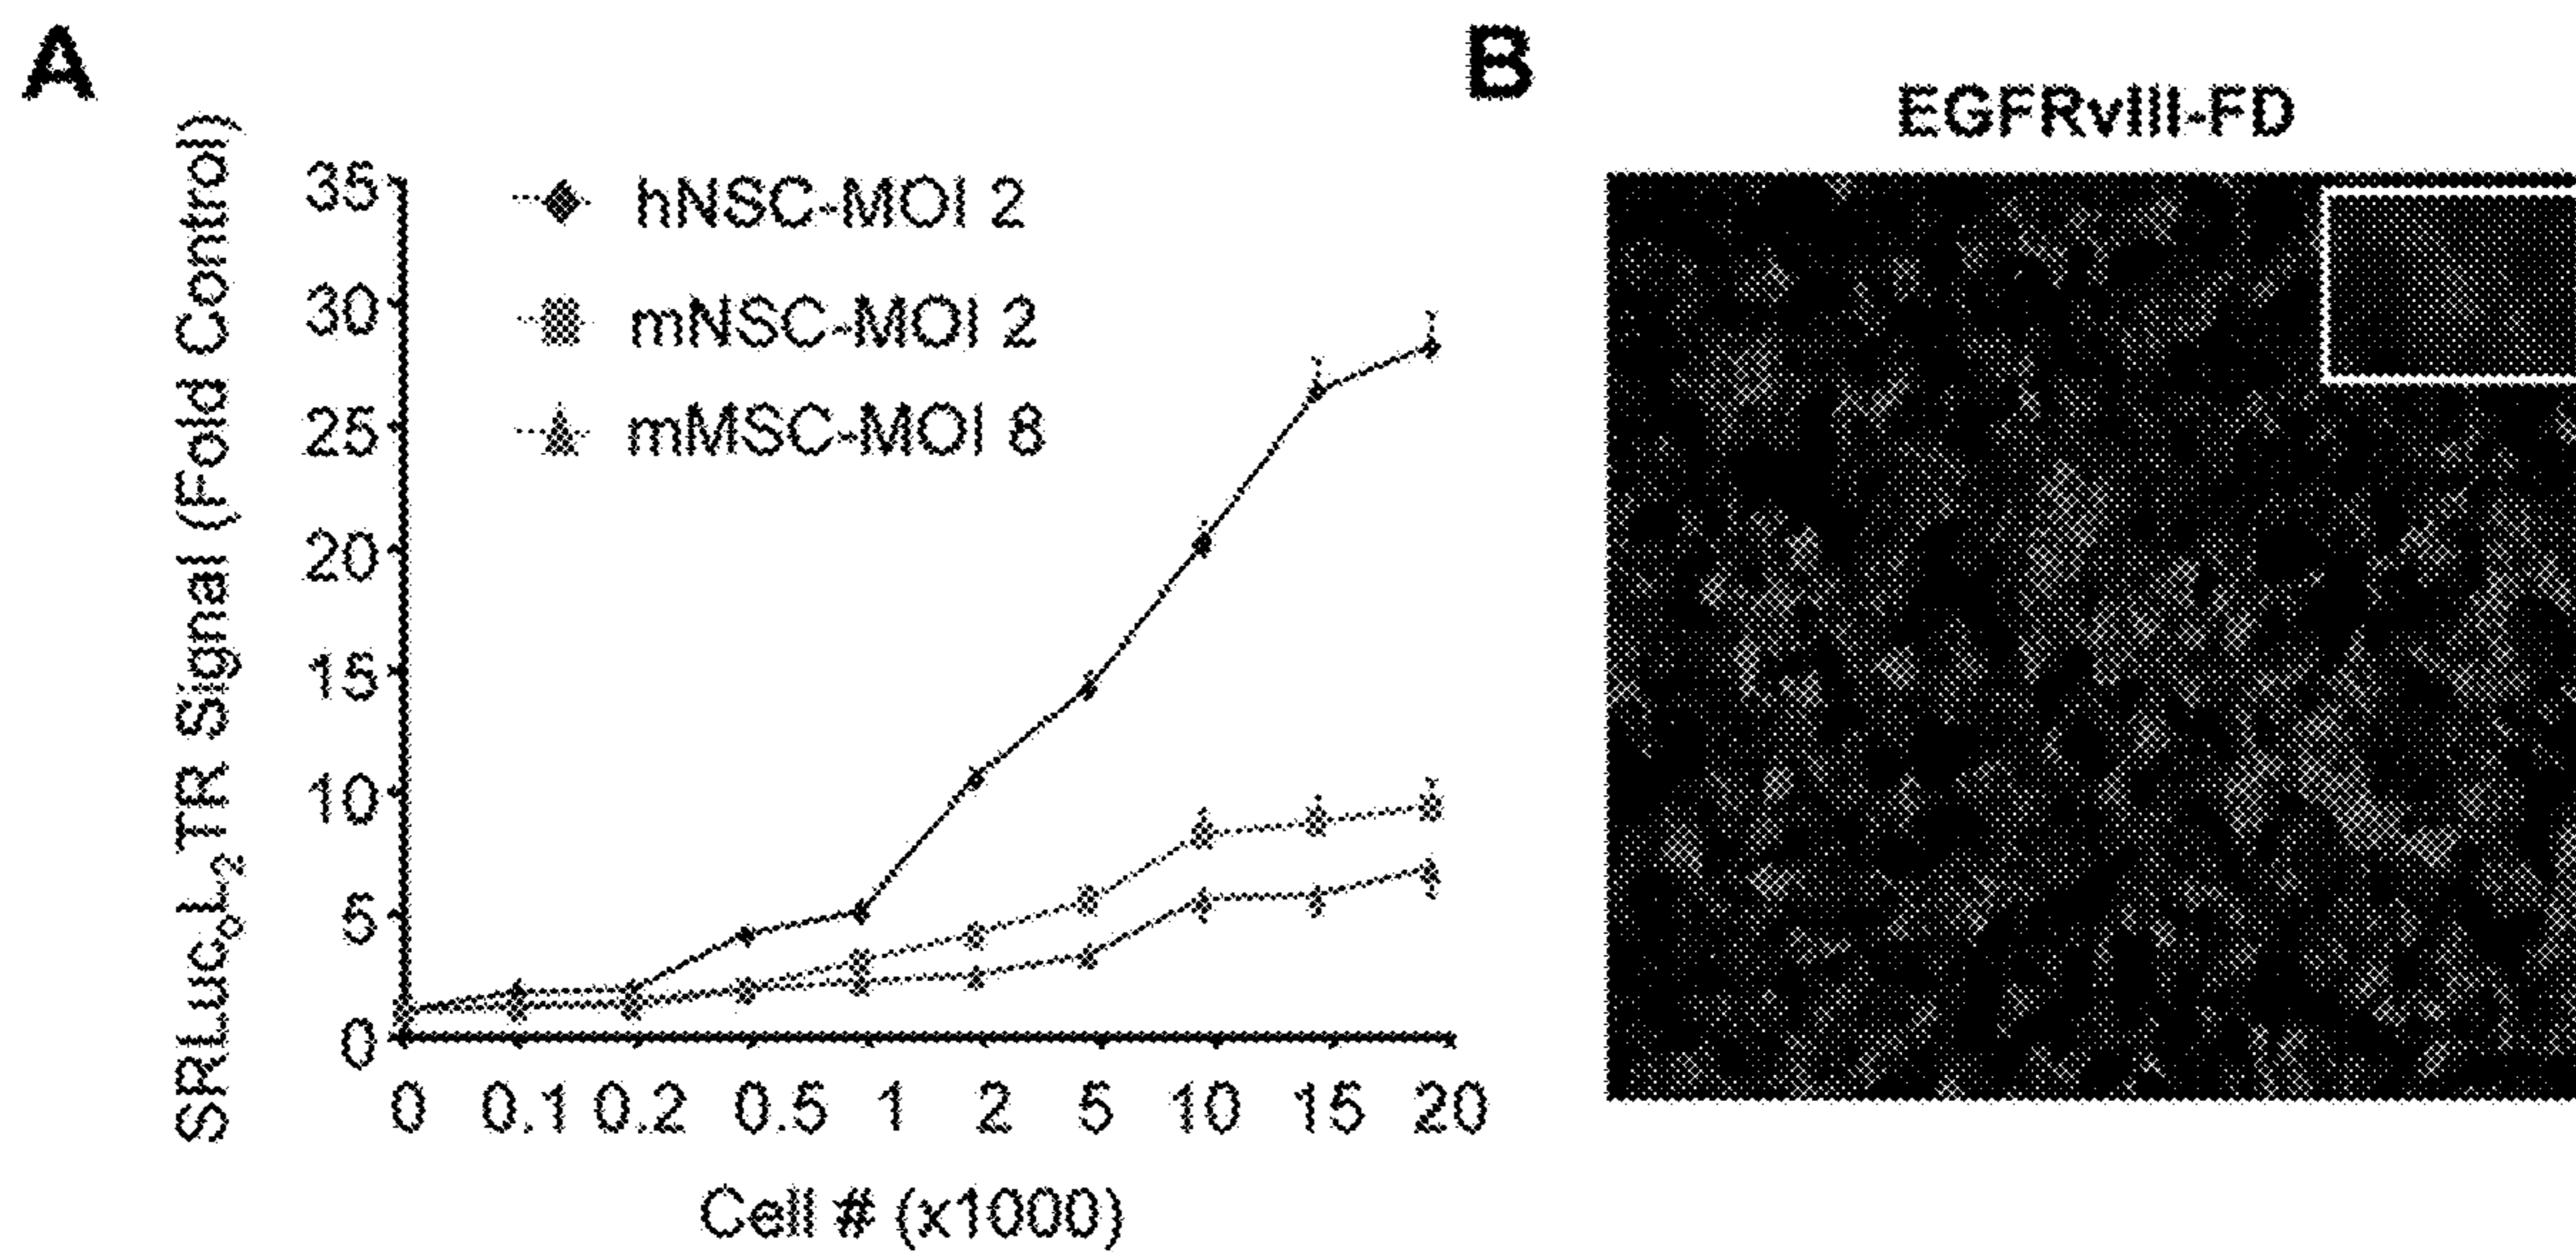 A
B
EGFRvIII-FD
SRLuc8L2TR Signal (Fold Control)
35
30
25
20
15
10
5
0
hNSC-MOI 2
mNSC-MOI 2
mMSC-MOI 8
0 0.1 0.2 0.5 1 2 5 10 15 20
Cell # (x1000)